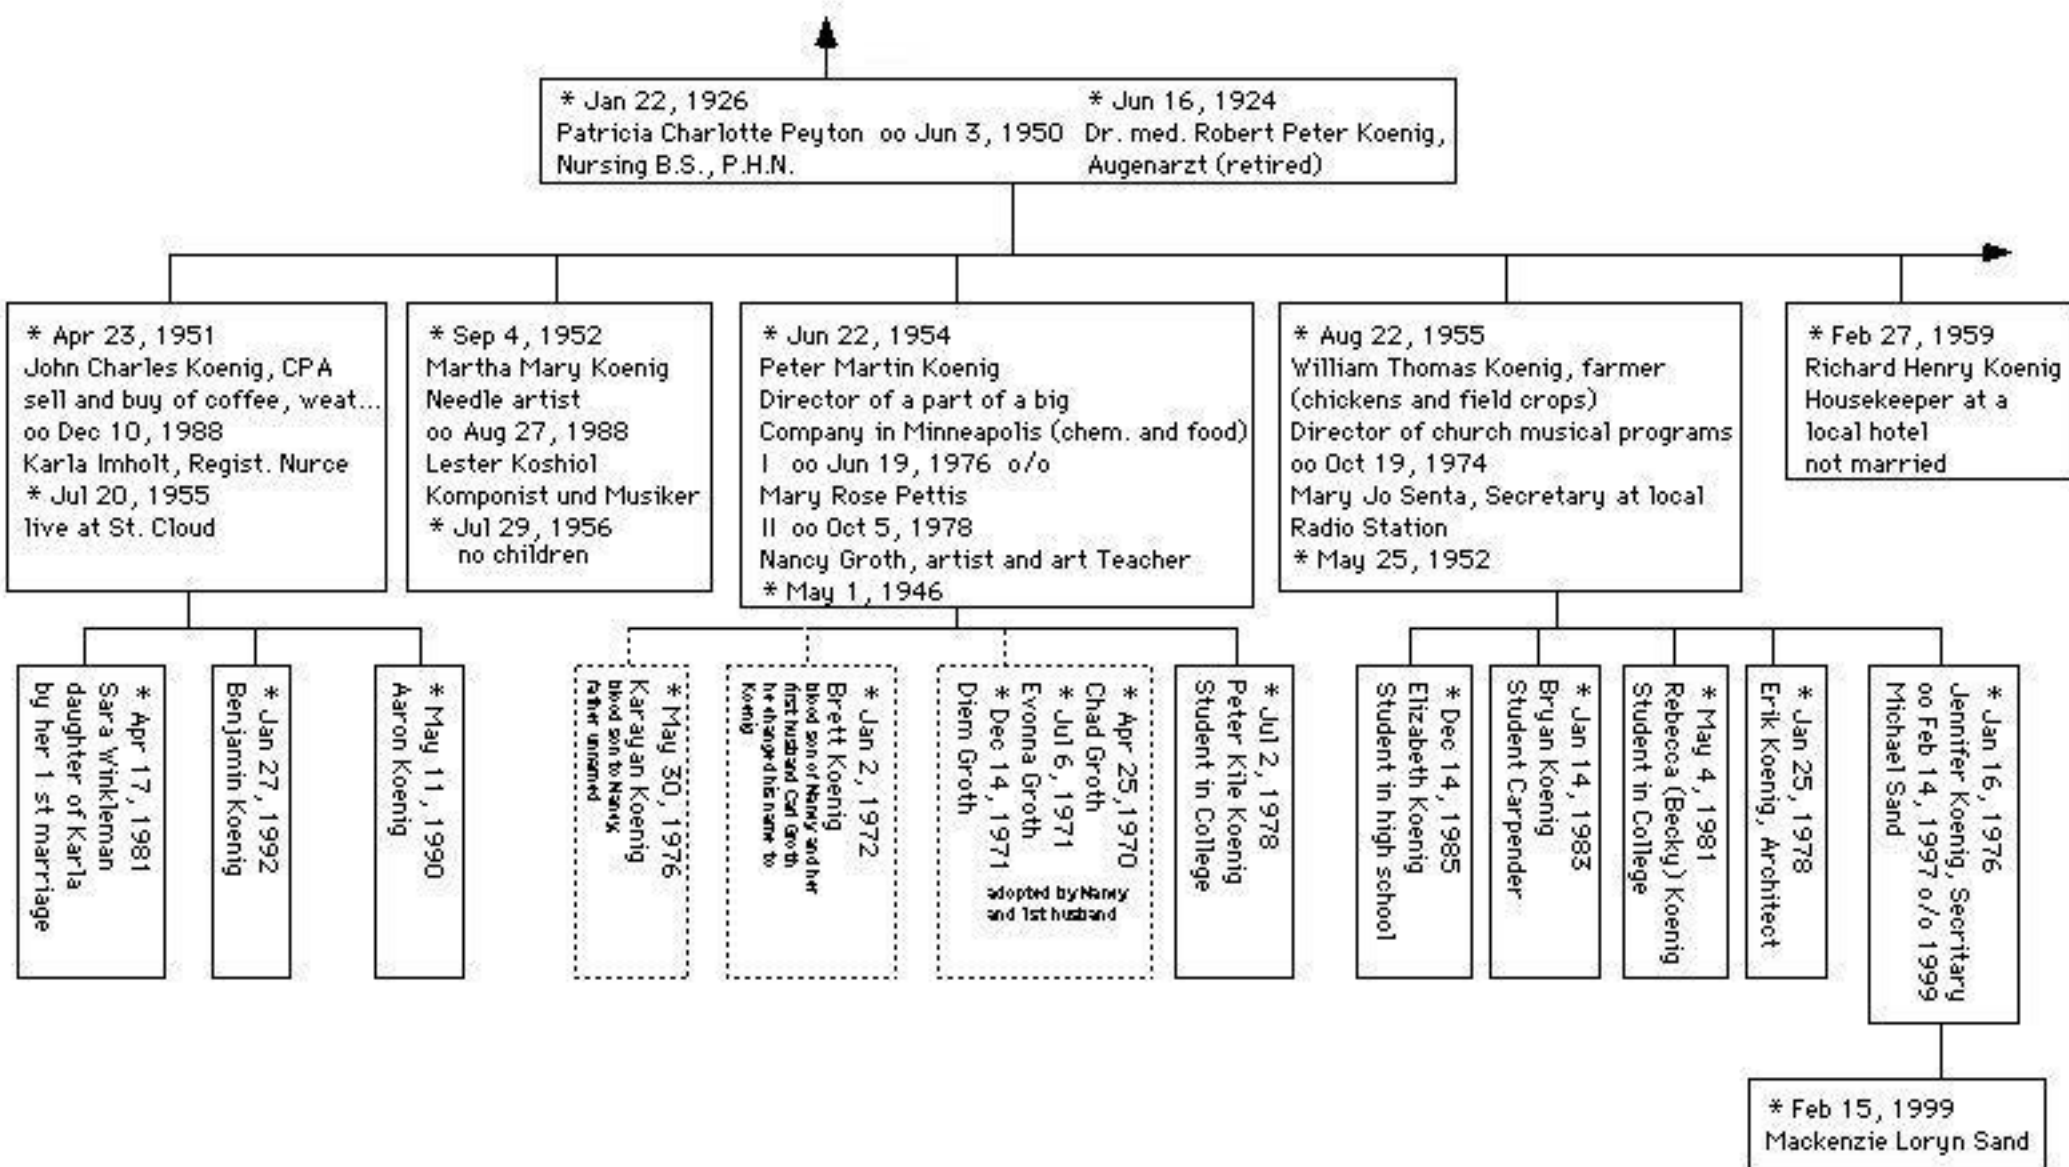 * Jan 22, 1926
Patricia Charlotte Peyton oo Jun 3, 1950
Nursing B.S., P.H.N.
* Jun 16, 1924
Dr. med. Robert Peter Koenig,
Augenarzt (retired)
* Apr 23, 1951
John Charles Koenig, CPA
sell and buy of coffee, weat...
oo Dec 10, 1988
Karla Imholt, Regist. Nurce
* Jul 20, 1955
live at St. Cloud
* Sep 4, 1952
Martha Mary Koenig
Needle artist
oo Aug 27, 1988
Lester Koshiol
Komponist und Musiker
* Jul 29, 1956
no children
* Jun 22, 1954
Peter Martin Koenig
Director of a part of a big
Company in Minneapolis (chem. and food)
I oo Jun 19, 1976 o/o
Mary Rose Pettis
II oo Oct 5, 1978
Nancy Groth, artist and art Teacher
* May 1, 1946
* Aug 22, 1955
William Thomas Koenig, farmer
(chickens and field crops)
Director of church musical programs
oo Oct 19, 1974
Mary Jo Senta, Secretary at local
Radio Station
* May 25, 1952
* Feb 27, 1959
Richard Henry Koenig
Housekeeper at a
local hotel
not married
* Apr 17, 1981
Sara Winkleman
daughter of Karla
by her 1 st marriage
* Jan 27, 1992
Benjamin Koenig
* May 11, 1990
Aaron Koenig
* May 30, 1976
Karayan Koenig
blood son to Nancy,
father unnamed
* Jan 2, 1972
Brett Koenig
blood son of Nancy and her
first husband Carl Groth
he changed his name to
Koenig
* Apr 25,1970
Chad Groth
* Jul 6, 1971
Evonna Groth
* Dec 14, 1971
Diem Groth
adopted by Nancy
and 1st husband
* Jul 2, 1978
Peter Kile Koenig
Student in College
* Dec 14, 1985
Elizabeth Koenig
Student in high school
* Jan 14, 1983
Bryan Koenig
Student Carpender
* May 4, 1981
Rebecca (Becky) Koenig
Student in College
* Jan 25, 1978
Erik Koenig, Architect
* Jan 16, 1976
Jennifer Koenig, Secritary
oo Feb 14, 1997 o/o 1999
Michael Sand
* Feb 15, 1999
Mackenzie Loryn Sand